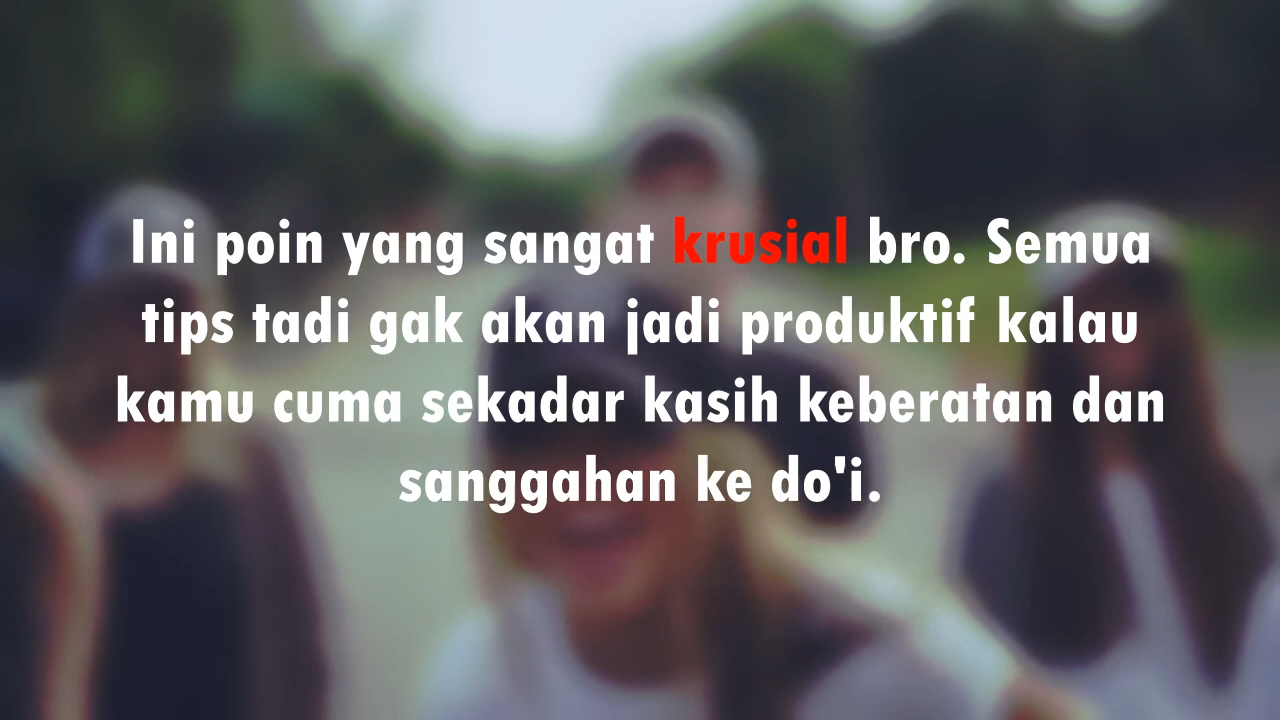 Ini poin yang sangat krusial bro. Semua
tips tadi gak akan jadi produktif kalau
kamu cuma sekadar kasih keberatan dan
sanggahan ke do'i.